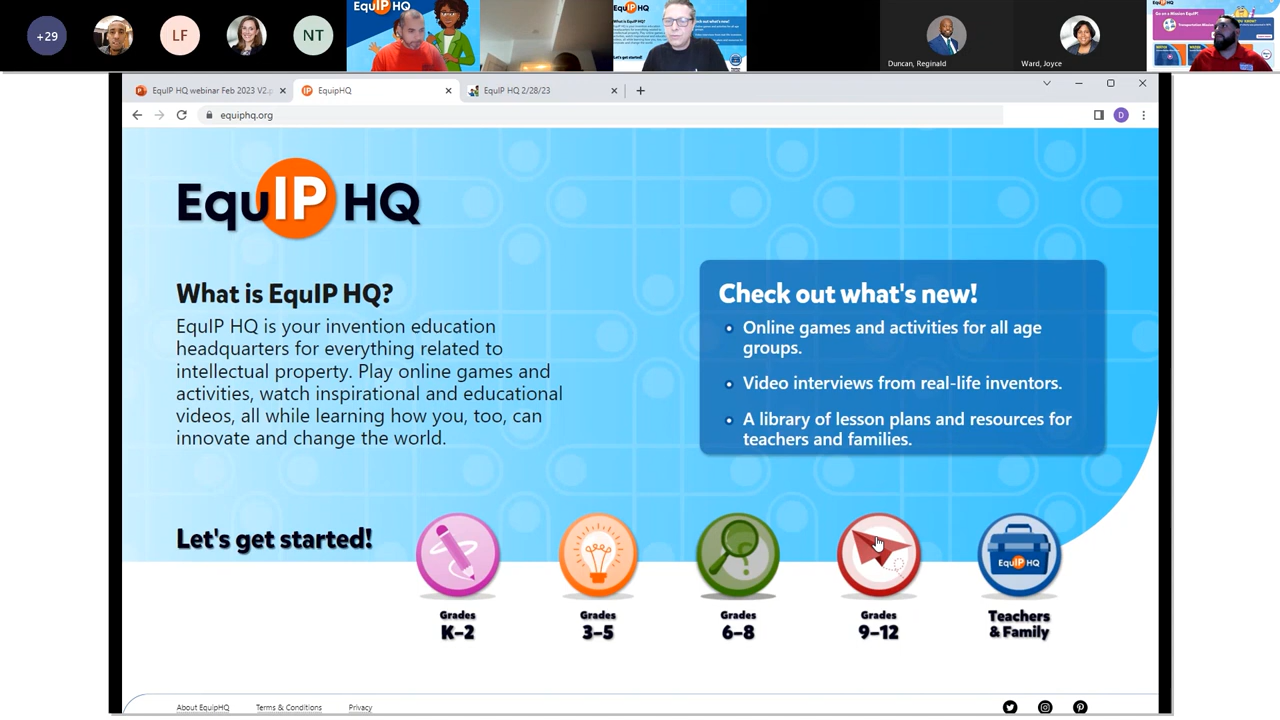 +29
LF
NT
EquIP HQ
Duncan, Reginald
Ward, Joyce
EquIP HQ webinar Feb 2023 V2.p
EquipHQ
EquIP HQ 2/28/23
equiphq.org
D
EquIP HQ
What is EquIP HQ?
EquIP HQ is your invention education
headquarters for everything related to
intellectual property. Play online games and
activities, watch inspirational and educational
videos, all while learning how you, too, can
innovate and change the world.
Check out what's new!
Online games and activities for all age
groups.
Video interviews from real-life inventors.
A library of lesson plans and resources for
teachers and families.
Let's get started!
EquIP HQ
Grades
K–2
Grades
3–5
Grades
6–8
Grades
9–12
Teachers
& Family
About EquipHQ
Terms & Conditions
Privacy